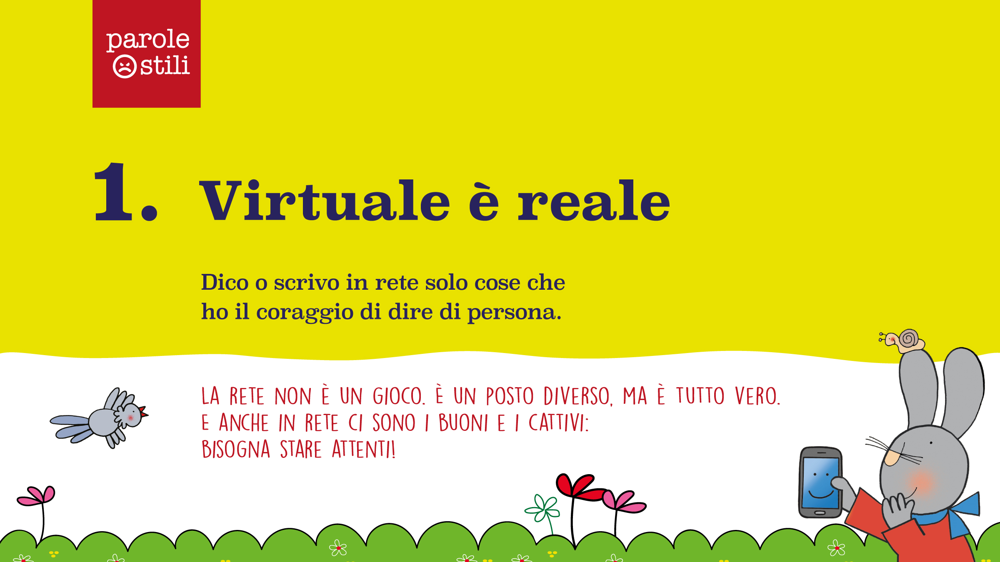 parole
ostili
1. Virtuale è reale
Dico o scrivo in rete solo cose che
ho il coraggio di dire di persona.
LA RETE NON È UN GIOCO. È UN POSTO DIVERSO, MA È TUTTO VERO.
E ANCHE IN RETE CI SONO I BUONI E I CATTIVI:
BISOGNA STARE ATTENTI!